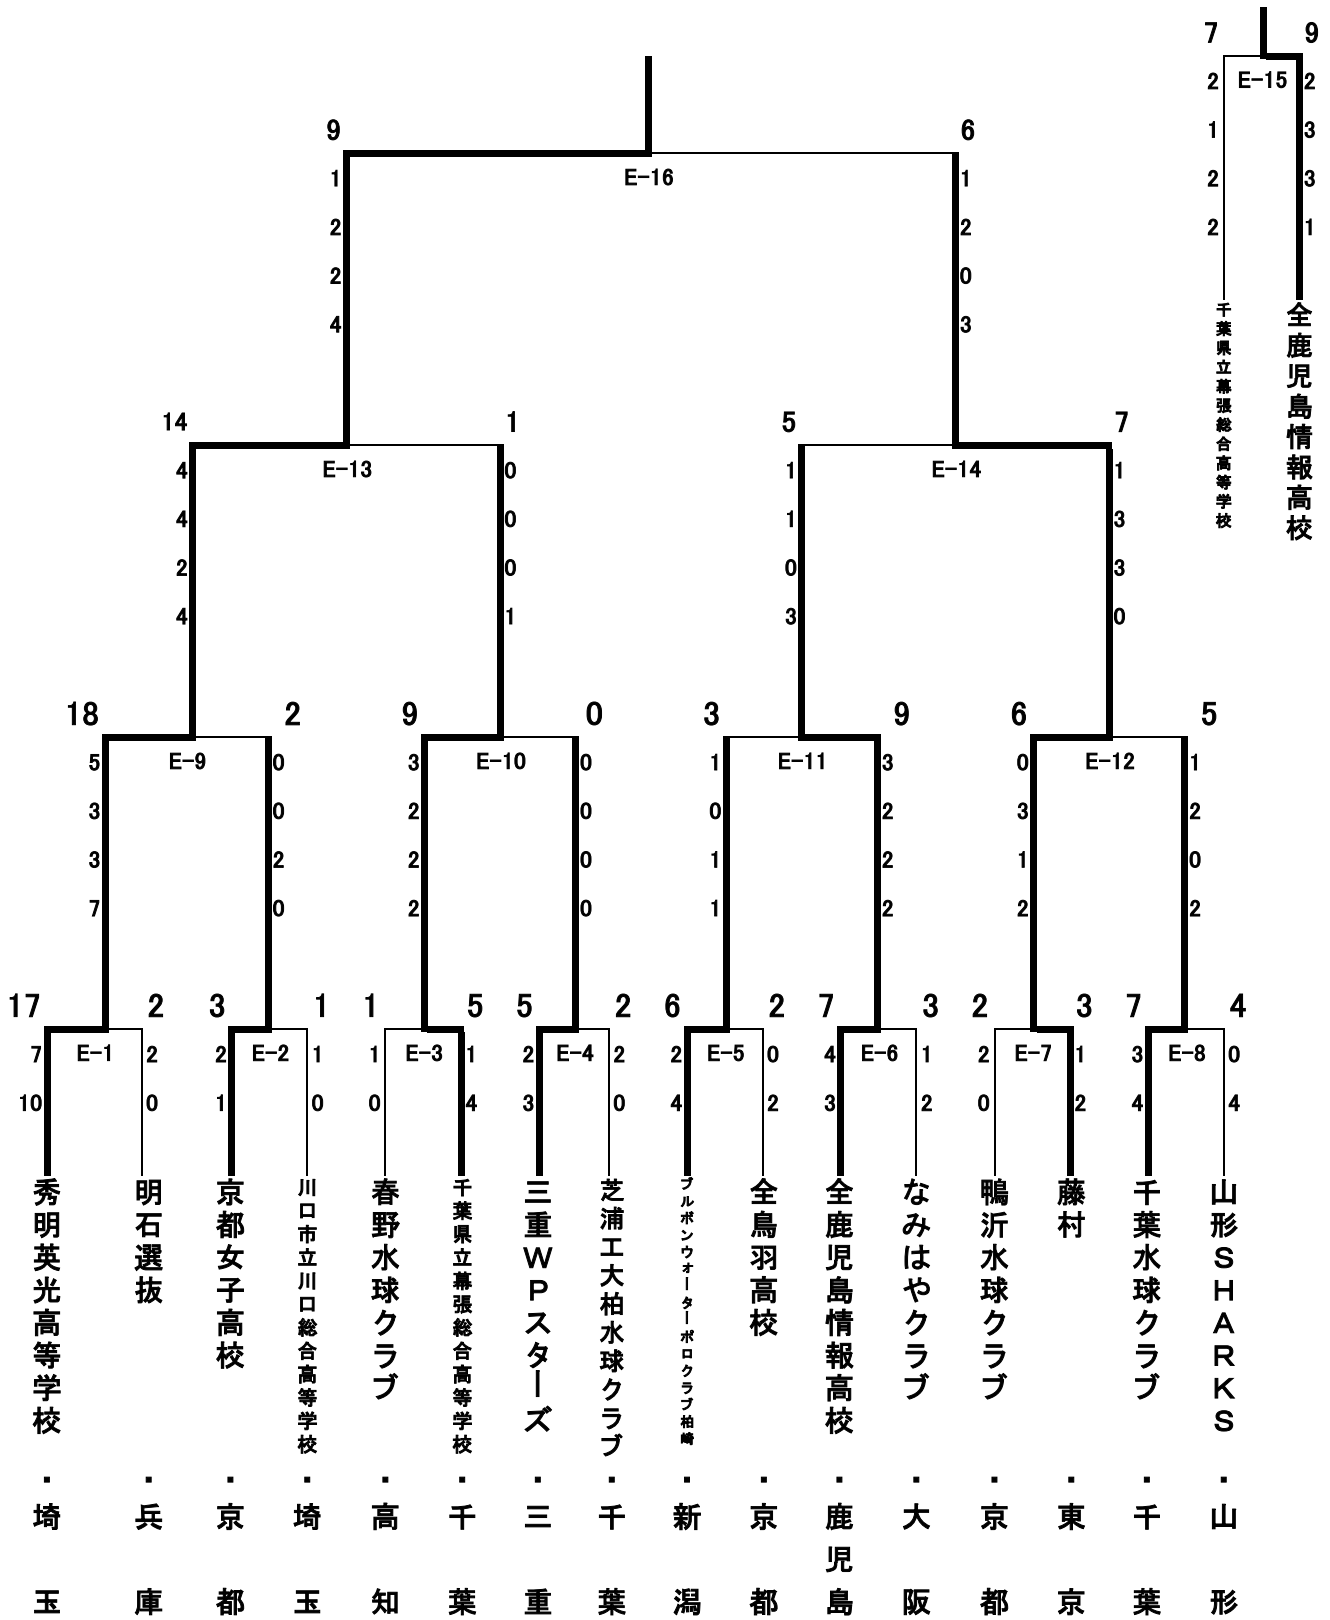 7 9
2 E-15 2
1 3
2 3
2 1
千葉県立幕張総合高等学校
全鹿児島情報高校
9 6
1 E-16 1
2 2
2 0
4 3
14 1 5 7
4 E-13 0 1 E-14 1
4 0 1 3
2 0 0 3
4 1 3 0
18 2 9 0 3 9 6 5
5 E-9 0 3 E-10 0 1 E-11 3 0 E-12 1
3 0 2 0 0 2 3 2
3 2 2 0 1 2 1 0
7 0 2 0 1 2 2 2
17 2 3 1 1 5 5 2 6 2 7 3 2 3 7 4
7 E-1 2 2 E-2 1 1 E-3 1 2 E-4 2 2 E-5 0 4 E-6 1 2 E-7 1 3 E-8 0
10 0 1 0 0 4 3 0 4 2 3 2 0 2 4 4
秀明英光高等学校・埼玉
明石選抜・兵庫
京都女子高校・京都
川口市立川口総合高等学校・埼玉
春野水球クラブ・高知
千葉県立幕張総合高等学校・千葉
三重WPスターズ・三重
芝浦工大柏水球クラブ・千葉
ブルボンウォーターポロクラブ柏崎・新潟
全鳥羽高校・京都
全鹿児島情報高校・鹿児島
なみはやクラブ・大阪
鴨沂水球クラブ・京都
藤村・東京
千葉水球クラブ・千葉
山形SHARKS・山形